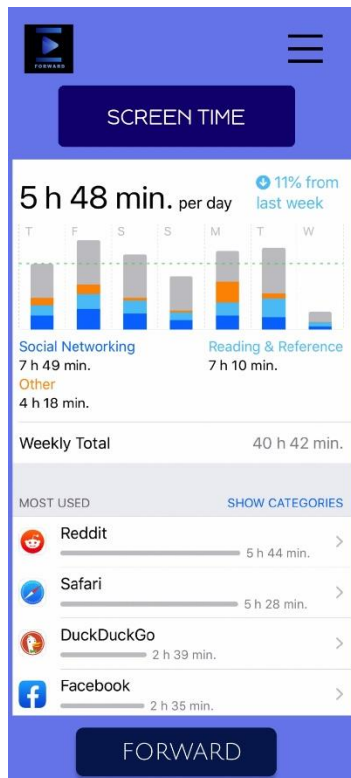 FORWARD
SCREEN TIME
5 h 48 min. per day
11% from
last week
T F S S M T W
Social Networking
7 h 49 min.
Reading & Reference
7 h 10 min.
Other
4 h 18 min.
Weekly Total 40 h 42 min.
MOST USED SHOW CATEGORIES
Reddit
5 h 44 min.
Safari
5 h 28 min.
DuckDuckGo
2 h 39 min.
Facebook
2 h 35 min.
FORWARD